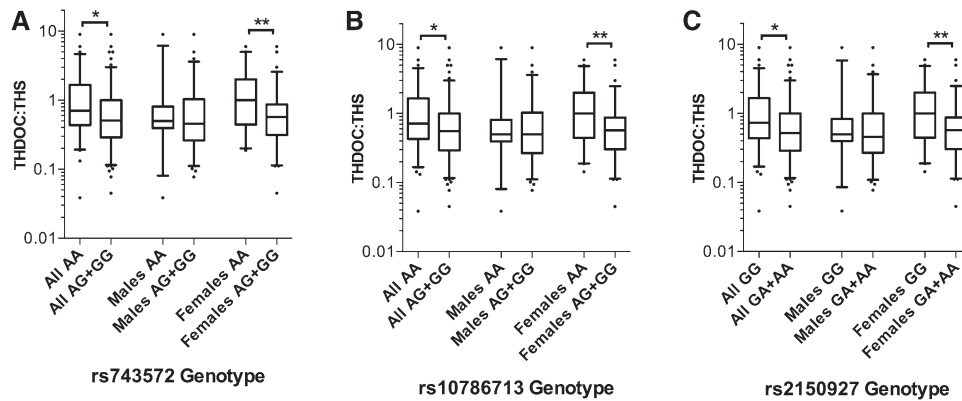 A
THDOC:THS
10
1
0.1
0.01
*
**
All AA
All AG+GG
Males AA
Males AG+GG
Females AA
Females AG+GG
rs743572 Genotype
B
THDOC:THS
10
1
0.1
0.01
*
**
All AA
All AG+GG
Males AA
Males AG+GG
Females AA
Females AG+GG
rs10786713 Genotype
C
THDOC:THS
10
1
0.1
0.01
*
**
All GG
All GA+AA
Males GG
Males GA+AA
Females GG
Females GA+AA
rs2150927 Genotype